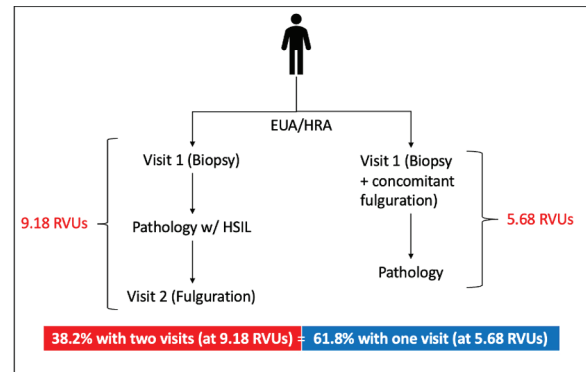 EUA/HRA
Visit 1 (Biopsy)
Pathology w/ HSIL
Visit 2 (Fulguration)
9.18 RVUs
Visit 1 (Biopsy
+ concomitant
fulguration)
Pathology
5.68 RVUs
38.2% with two visits (at 9.18 RVUs) = 61.8% with one visit (at 5.68 RVUs)